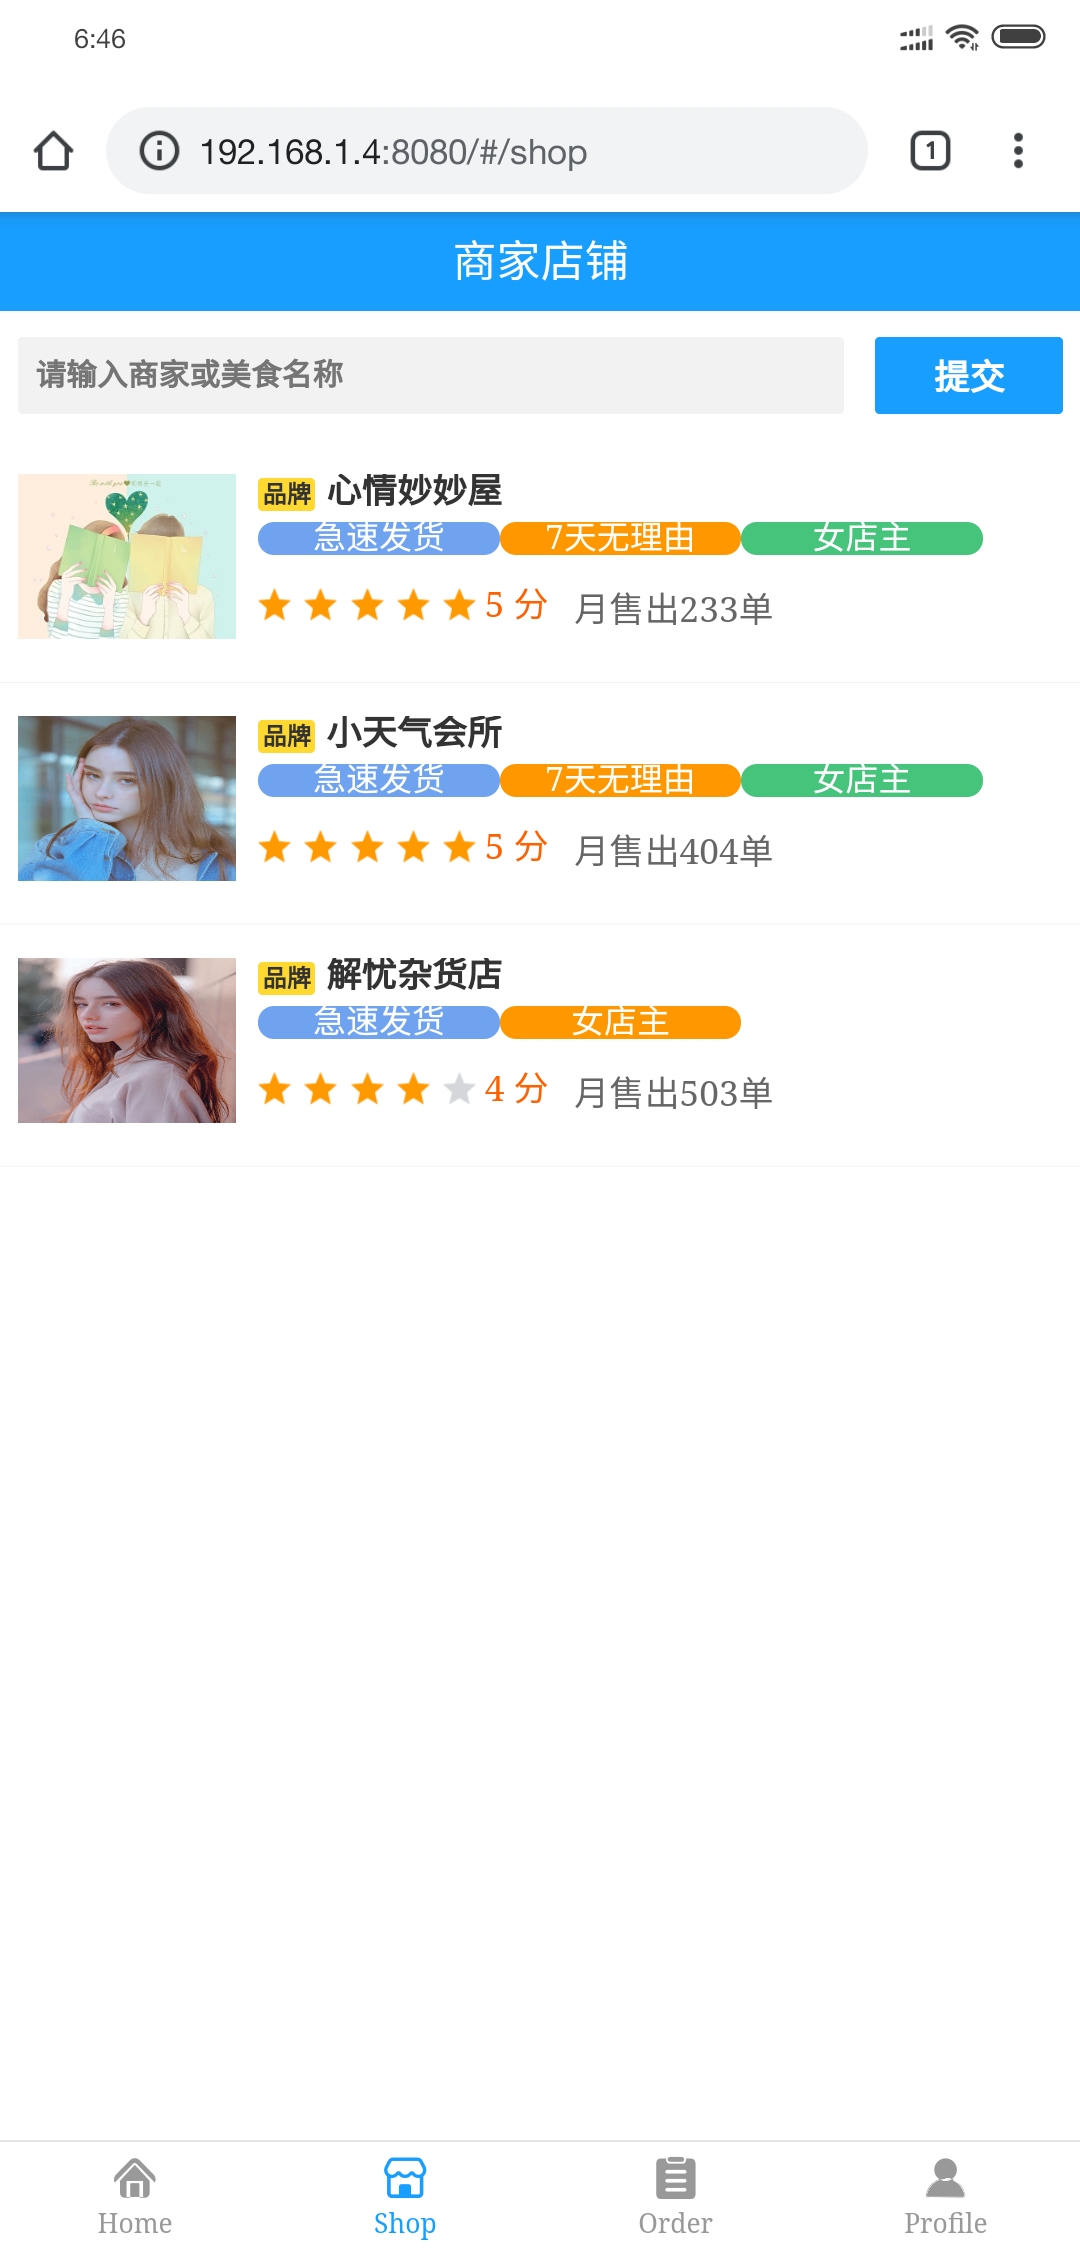 6:46
192.168.1.4:8080/#/shop
1
商家店铺
请输入商家或美食名称
提交
品牌 心情妙妙屋
急速发货 7天无理由 女店主
5 分 月售出233单
品牌 小天气会所
急速发货 7天无理由 女店主
5 分 月售出404单
品牌 解忧杂货店
急速发货 女店主
4 分 月售出503单
Home Shop Order Profile